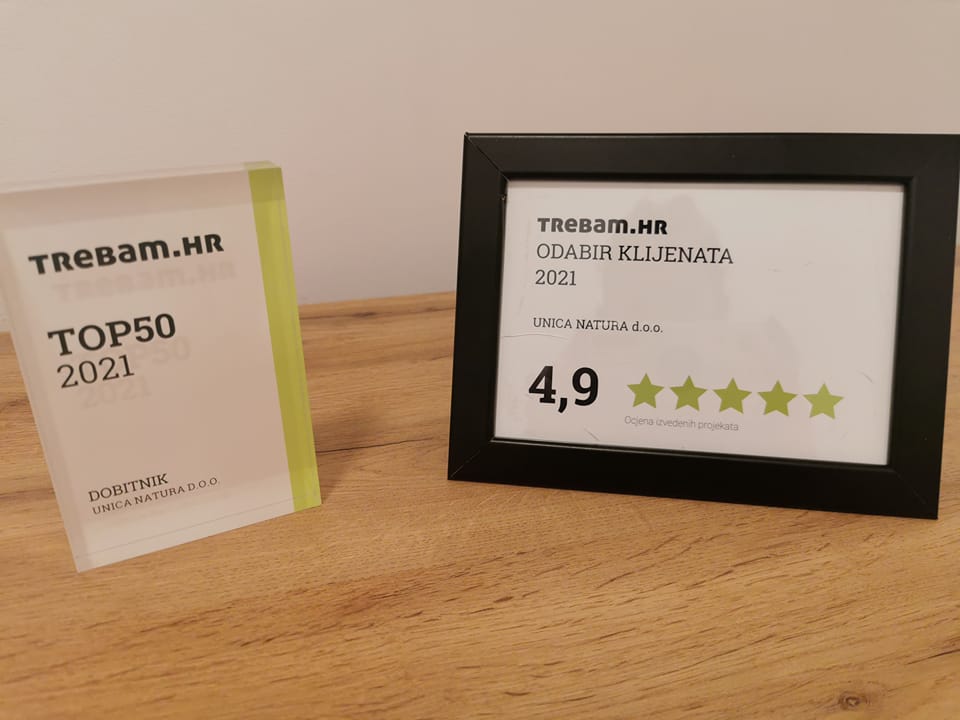 TREBAM.HR
TOP50
2021
DOBITNIK
UNICA NATURA D.O.O.
TREBAM.HR
ODABIR KLIJENATA
2021
UNICA NATURA d.o.o.
4,9
Ocjena izvedenih projekata